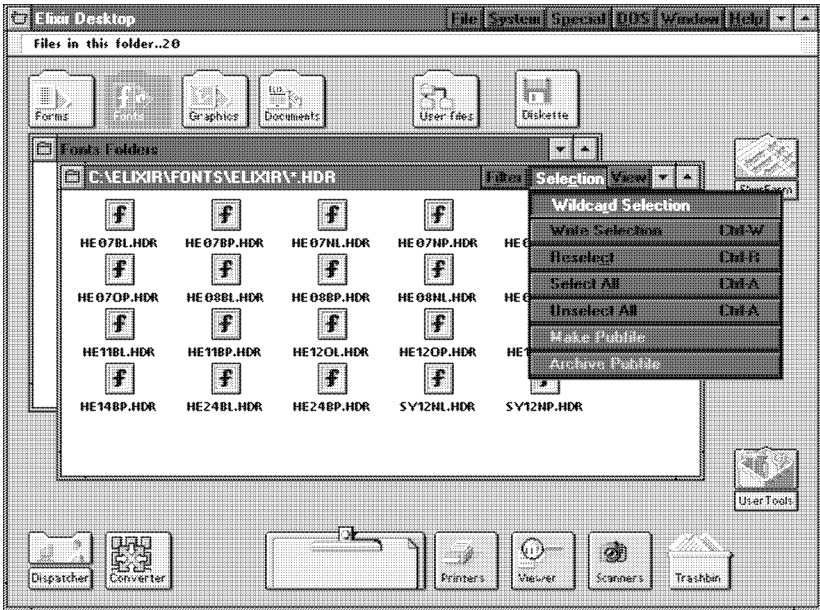 Elixir Desktop File System Special DOS Window Help
Files in this folder..20
Forms Fonts Graphics Documents User files Diskette
Fonts Folders
C:\ELIXIR\FONTS\ELIXIR\*.HDR Filter Selection View
Wildcard Selection
Write Selection Ctrl-W
Reselect Ctrl-R
Select All Ctrl-A
Unselect All Ctrl-A
Make Pubfile
Archive Pubfile
HE07BL.HDR HE07BP.HDR HE07NL.HDR HE07NP.HDR
HE07OP.HDR HE08BL.HDR HE08BP.HDR HE08NL.HDR
HE11BL.HDR HE11BP.HDR HE12OL.HDR HE12OP.HDR
HE14BP.HDR HE24BL.HDR HE24BP.HDR SY12NL.HDR SY12NP.HDR
User Tools
Dispatcher Converter Printers Viewer Scanners Trashbin